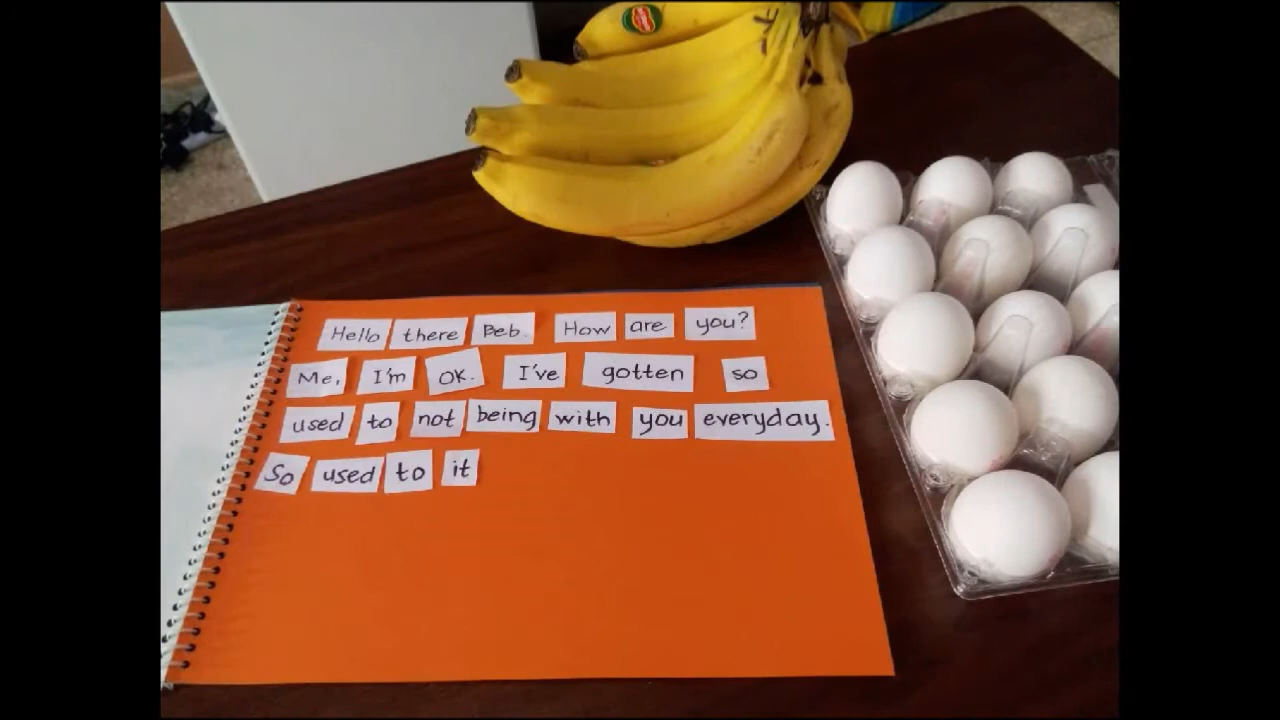 Hello there Beb. How are you?
Me, I'm OK. I've gotten so
used to not being with you everyday.
So used to it